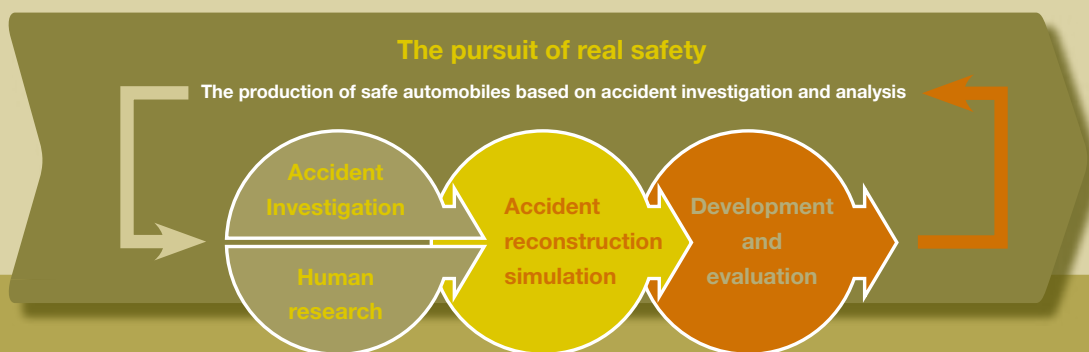 The pursuit of real safety
The production of safe automobiles based on accident investigation and analysis
Accident
Investigation
Human
research
Accident
reconstruction
simulation
Development
and
evaluation